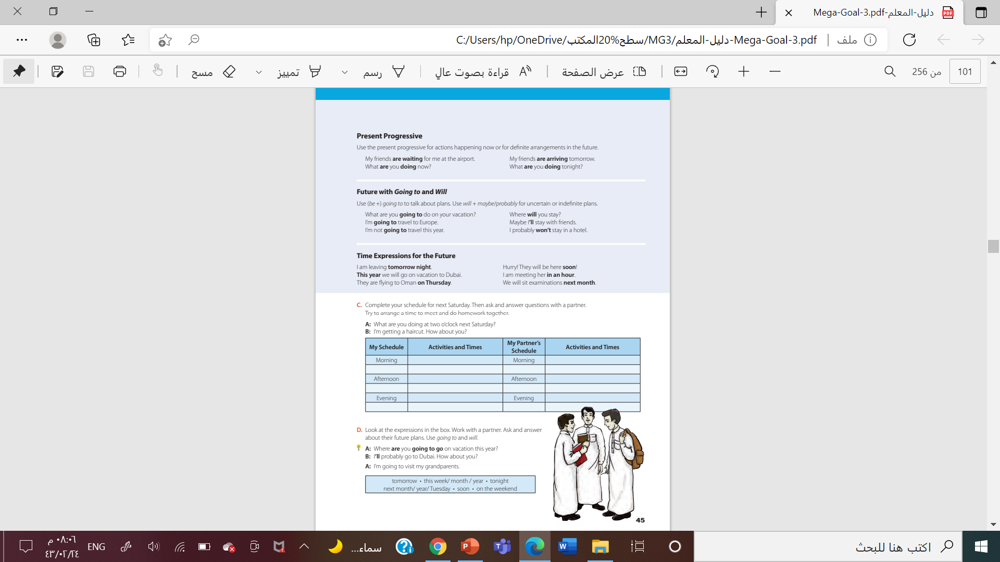 دليل-المعلم-Mega-Goal-3.pdf
ملف
C:/Users/hp/OneDrive/سطح%20المكتب/MG3/دليل-المعلم-Mega-Goal-3.pdf
101
من 256
عرض الصفحة
قراءة بصوت عالٍ
رسم
تمييز
مسح
Present Progressive
Use the present progressive for actions happening now or for definite arrangements in the future.
My friends are waiting for me at the airport.
What are you doing now?
My friends are arriving tomorrow.
What are you doing tonight?
Future with Going to and Will
Use (be +) going to to talk about plans. Use will + maybe/probably for uncertain or indefinite plans.
What are you going to do on your vacation?
I'm going to travel to Europe.
I'm not going to travel this year.
Where will you stay?
Maybe I'll stay with friends.
I probably won't stay in a hotel.
Time Expressions for the Future
I am leaving tomorrow night.
This year we will go on vacation to Dubai.
They are flying to Oman on Thursday.
Hurry! They will be here soon!
I am meeting her in an hour.
We will sit examinations next month.
C. Complete your schedule for next Saturday. Then ask and answer questions with a partner.
Try to arrange a time to meet and do homework together.
A: What are you doing at two o'clock next Saturday?
B: I'm getting a haircut. How about you?
My Schedule Activities and Times My Partner's Schedule Activities and Times
Morning Morning
Afternoon Afternoon
Evening Evening
D. Look at the expressions in the box. Work with a partner. Ask and answer
about their future plans. Use going to and will.
A: Where are you going to go on vacation this year?
B: I'll probably go to Dubai. How about you?
A: I'm going to visit my grandparents.
tomorrow • this week/ month / year • tonight
next month/ year/ Tuesday • soon • on the weekend
45
اكتب هنا للبحث
سماء...
ENG
٠٨:٠٦ م
٤٣/٠٢/٢٤